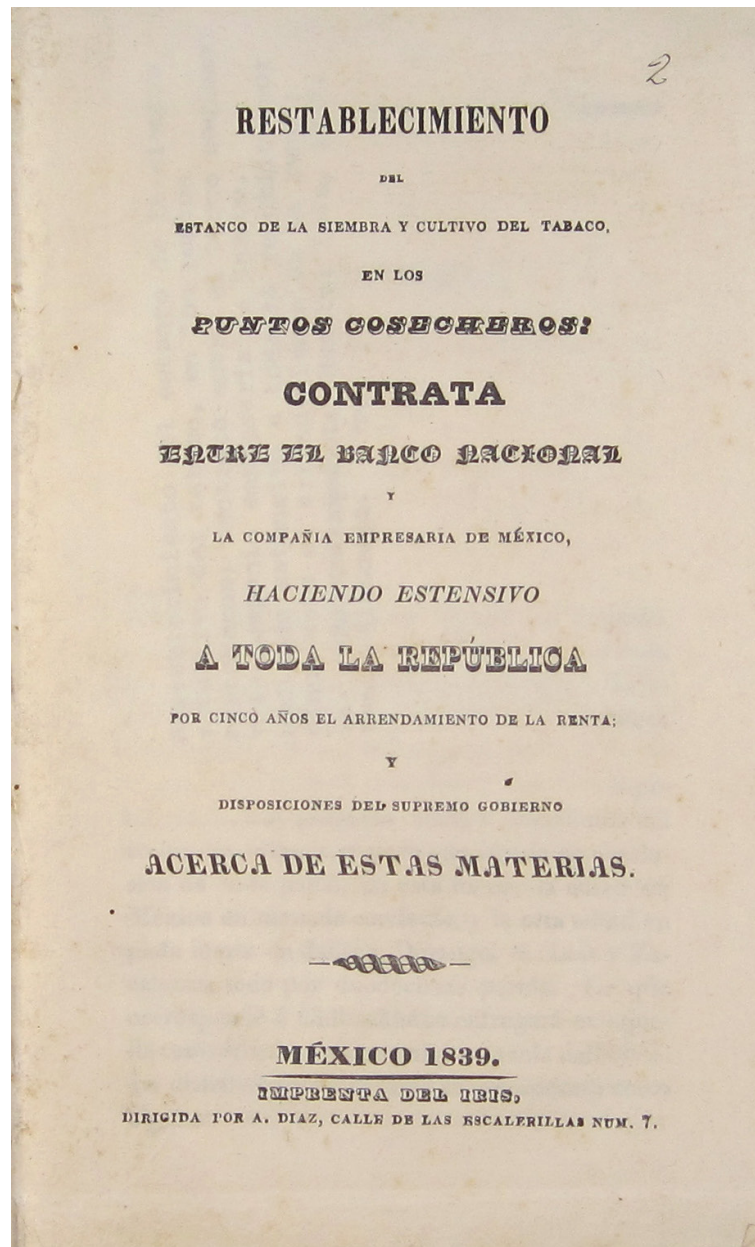 2
RESTABLECIMIENTO
DEL
ESTANCO DE LA SIEMBRA Y CULTIVO DEL TABACO,
EN LOS
PUNTOS COSECHEROS:
CONTRATA
ENTRE EL BANCO NACIONAL
Y
LA COMPAÑIA EMPRESARIA DE MÉXICO,
HACIENDO ESTENSIVO
A TODA LA REPÚBLICA
POR CINCO AÑOS EL ARRENDAMIENTO DE LA RENTA;
Y
DISPOSICIONES DEL SUPREMO GOBIERNO
ACERCA DE ESTAS MATERIAS.
MÉXICO 1839.
IMPRENTA DEL IRIS,
DIRIGIDA POR A. DIAZ, CALLE DE LAS ESCALERILLAS NUM. 7.